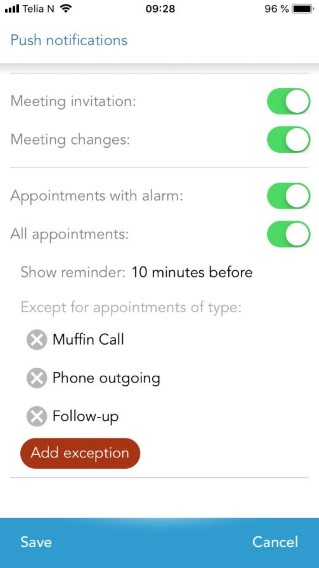 Telia N 09:28 96 %
Push notifications
Meeting invitation:
Meeting changes:
Appointments with alarm:
All appointments:
Show reminder: 10 minutes before
Except for appointments of type:
Muffin Call
Phone outgoing
Follow-up
Add exception
Save Cancel